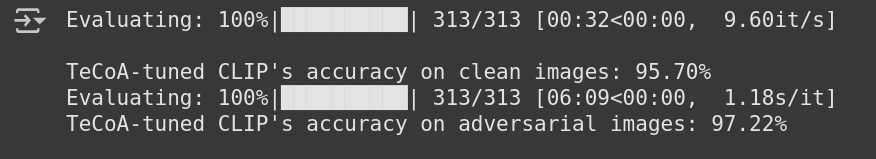 Evaluating: 100%|██████████| 313/313 [00:32<00:00,  9.60it/s]
TeCoA-tuned CLIP's accuracy on clean images: 95.70%
Evaluating: 100%|██████████| 313/313 [06:09<00:00,  1.18s/it]
TeCoA-tuned CLIP's accuracy on adversarial images: 97.22%